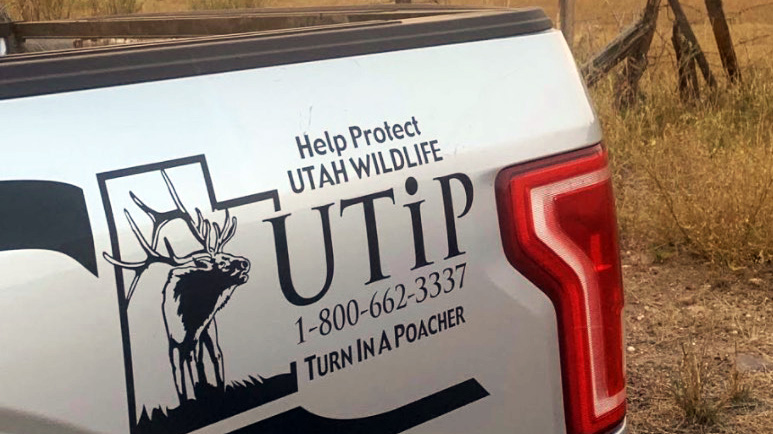 Help Protect
UTAH WILDLIFE
UTiP
1-800-662-3337
TURN IN A POACHER